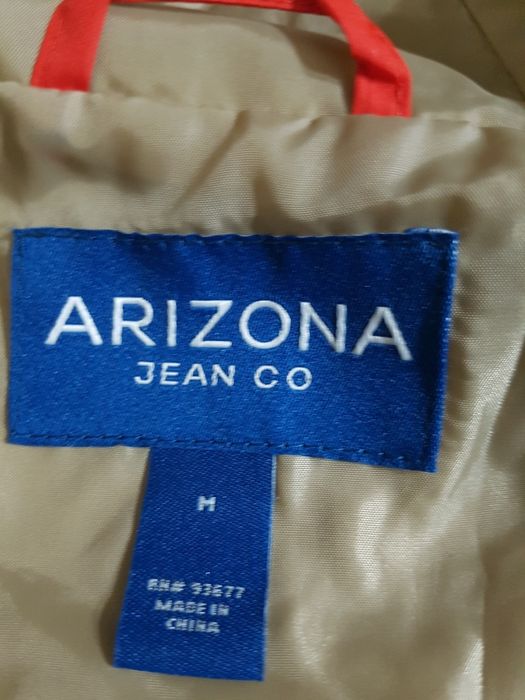 ARIZONA
JEAN CO
M
RN# 93677
MADE IN
CHINA